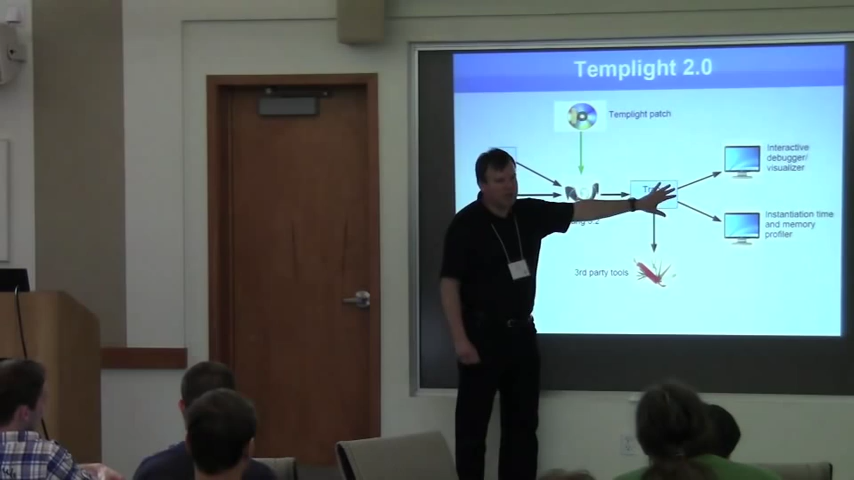 Templight 2.0
Templight patch
Interactive
debugger/
visualizer
Instantiation time
and memory
profiler
3rd party tools